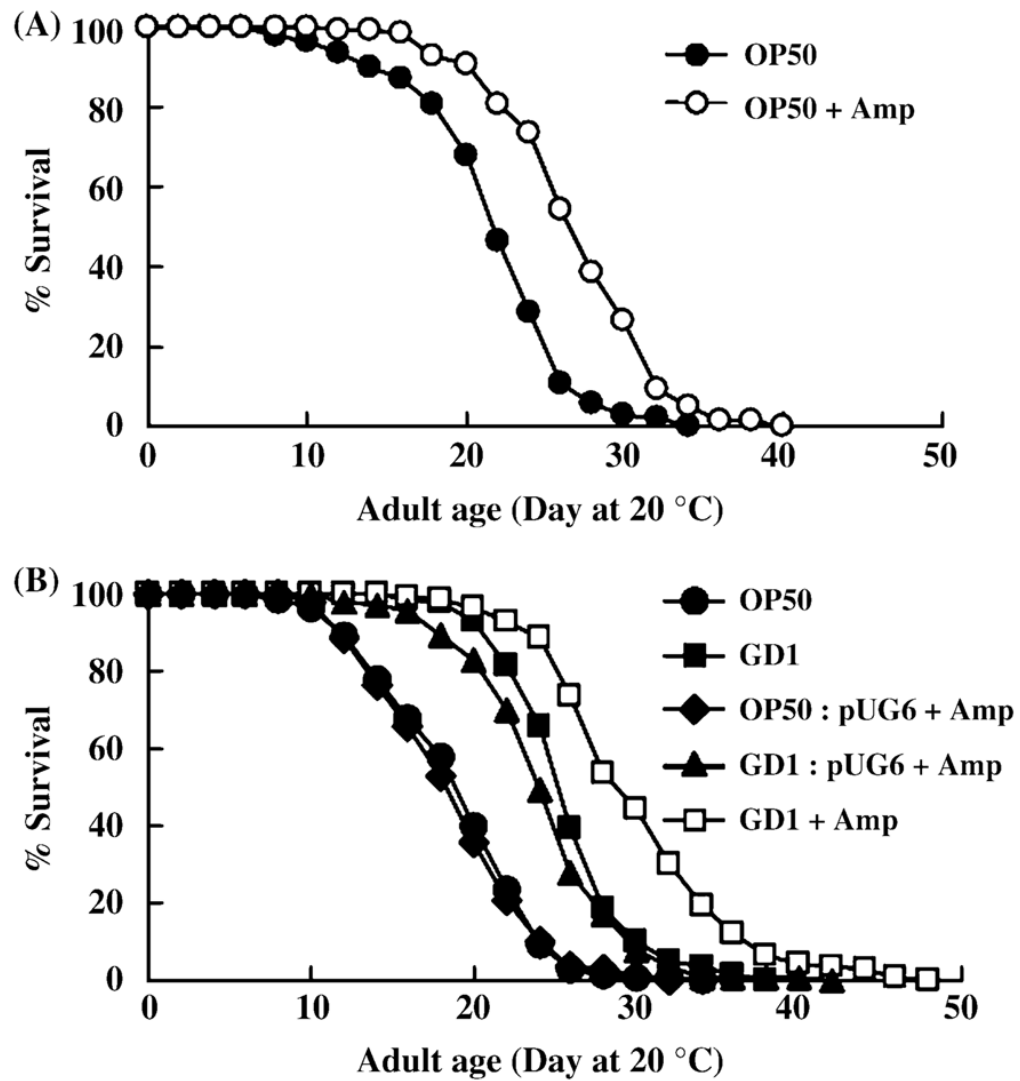 (A)
100
80
60
40
20
0
% Survival
OP50
OP50 + Amp
0 10 20 30 40 50
Adult age (Day at 20 °C)
(B)
100
80
60
40
20
0
% Survival
OP50
GD1
OP50 : pUG6 + Amp
GD1 : pUG6 + Amp
GD1 + Amp
0 10 20 30 40 50
Adult age (Day at 20 °C)